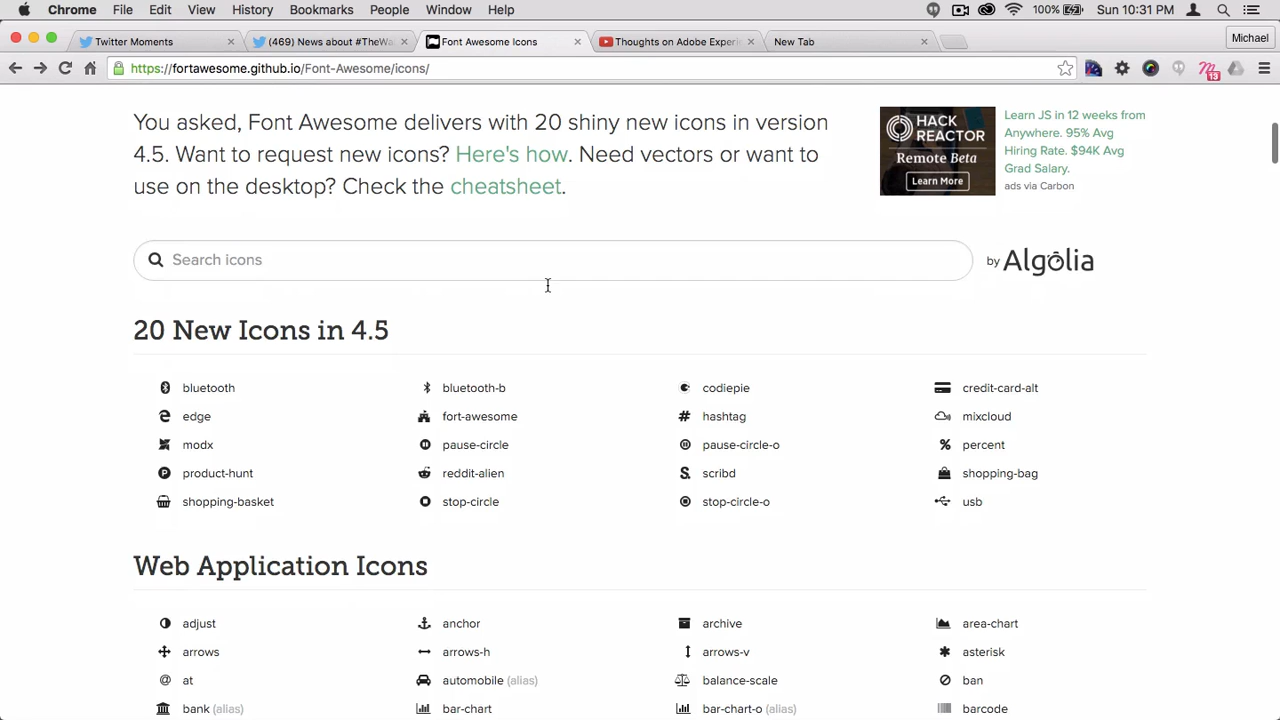 Chrome File Edit View History Bookmarks People Window Help 100% Sun 10:31 PM
Twitter Moments (469) News about #TheWa Font Awesome Icons Thoughts on Adobe Experi New Tab Michael
https://fortawesome.github.io/Font-Awesome/icons/ 13
You asked, Font Awesome delivers with 20 shiny new icons in version
4.5. Want to request new icons? Here's how. Need vectors or want to
use on the desktop? Check the cheatsheet.
HACK
REACTOR
Remote Beta
Learn More
Learn JS in 12 weeks from
Anywhere. 95% Avg
Hiring Rate. $94K Avg
Grad Salary.
ads via Carbon
Search icons by Algolia
20 New Icons in 4.5
bluetooth bluetooth-b codiepie credit-card-alt
edge fort-awesome hashtag mixcloud
modx pause-circle pause-circle-o percent
product-hunt reddit-alien scribd shopping-bag
shopping-basket stop-circle stop-circle-o usb
Web Application Icons
adjust anchor archive area-chart
arrows arrows-h arrows-v asterisk
at automobile (alias) balance-scale ban
bank (alias) bar-chart bar-chart-o (alias) barcode